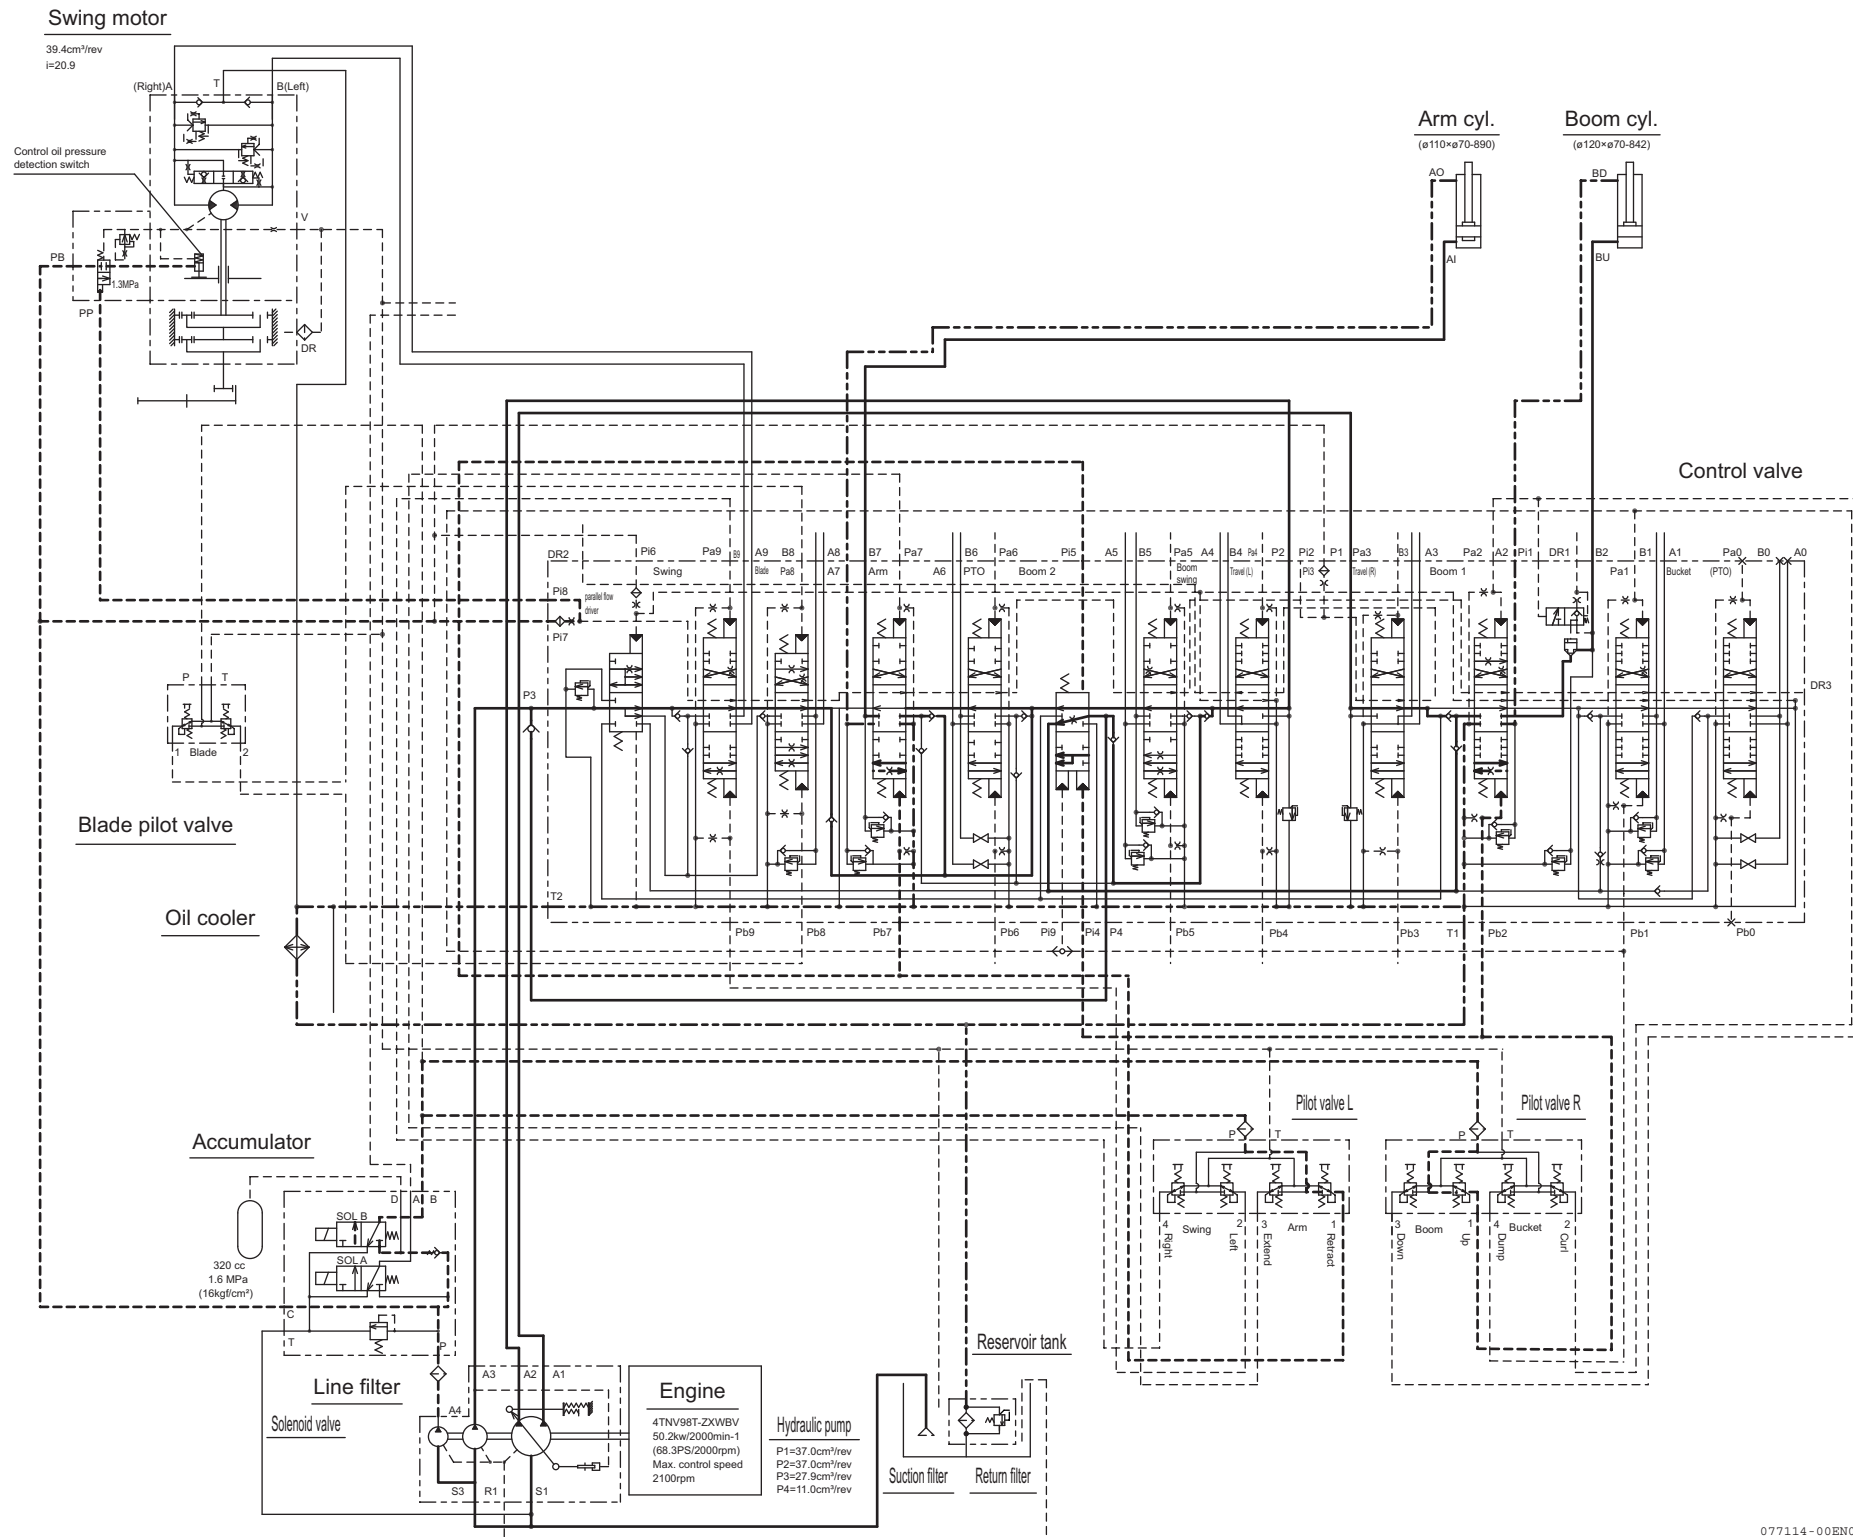 Swing motor
39.4cm³/rev
i=20.9
(Right)A
T
B(Left)
Control oil pressure
detection switch
V
PB
1.3MPa
PP
DR
Arm cyl.
(ø110×ø70-890)
AO
AI
Boom cyl.
(ø120×ø70-842)
BD
BU
Control valve
DR2
Pi6
Pa9
B9
A9
B8
A8
B7
Pa7
B6
Pa6
Pi5
A5
B5
Pa5
A4
B4
Pa4
P2
Pi2
P1
Pa3
B3
A3
Pa2
A2
Pi1
DR1
B2
B1
A1
Pa0
B0
A0
Swing
Blade
Pa8
A7
Arm
A6
PTO
Boom 2
Boom
swing
Travel (L)
Pi3
Travel (R)
Boom 1
Pa1
Bucket
(PTO)
Pi8
parallel flow
driver
Pi7
P3
DR3
P
T
1
Blade
2
Blade pilot valve
T2
Pb9
Pb8
Pb7
Pb6
Pi9
Pi4
P4
Pb5
Pb4
Pb3
T1
Pb2
Pb1
Pb0
Oil cooler
Pilot valve L
P
T
4
Swing
2
3
Arm
1
Right
Left
Extend
Retract
Pilot valve R
P
T
3
Boom
1
4
Bucket
2
Down
Up
Dump
Curl
Accumulator
D
A
B
SOL B
SOL A
320 cc
1.6 MPa
(16kgf/cm²)
C
T
P
Line filter
Solenoid valve
A3
A2
A1
A4
S3
R1
S1
Engine
4TNV98T-ZXWBV
50.2kw/2000min-1
(68.3PS/2000rpm)
Max. control speed
2100rpm
Hydraulic pump
P1=37.0cm³/rev
P2=37.0cm³/rev
P3=27.9cm³/rev
P4=11.0cm³/rev
Reservoir tank
Suction filter
Return filter